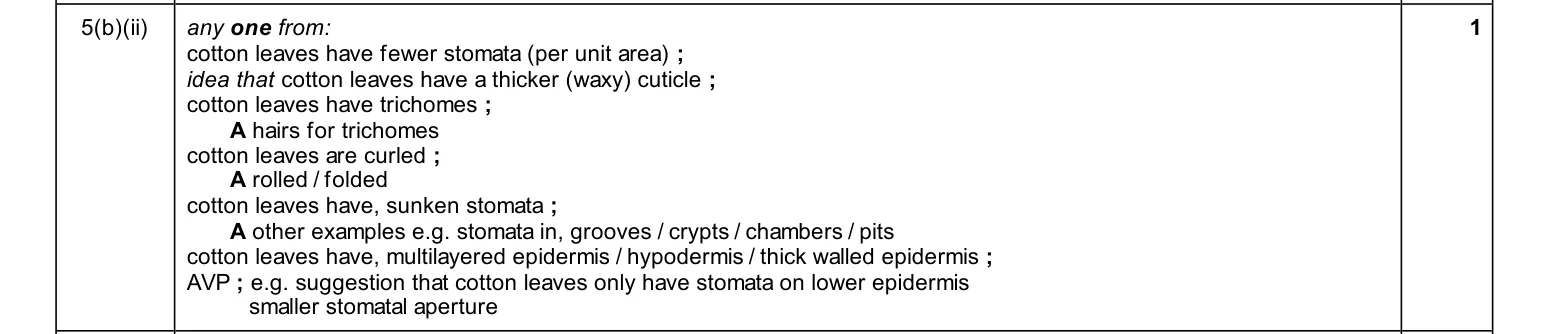 5(b)(ii) any one from: 1
cotton leaves have fewer stomata (per unit area) ;
idea that cotton leaves have a thicker (waxy) cuticle ;
cotton leaves have trichomes ;
A hairs for trichomes
cotton leaves are curled ;
A rolled / folded
cotton leaves have, sunken stomata ;
A other examples e.g. stomata in, grooves / crypts / chambers / pits
cotton leaves have, multilayered epidermis / hypodermis / thick walled epidermis ;
AVP ; e.g. suggestion that cotton leaves only have stomata on lower epidermis
smaller stomatal aperture